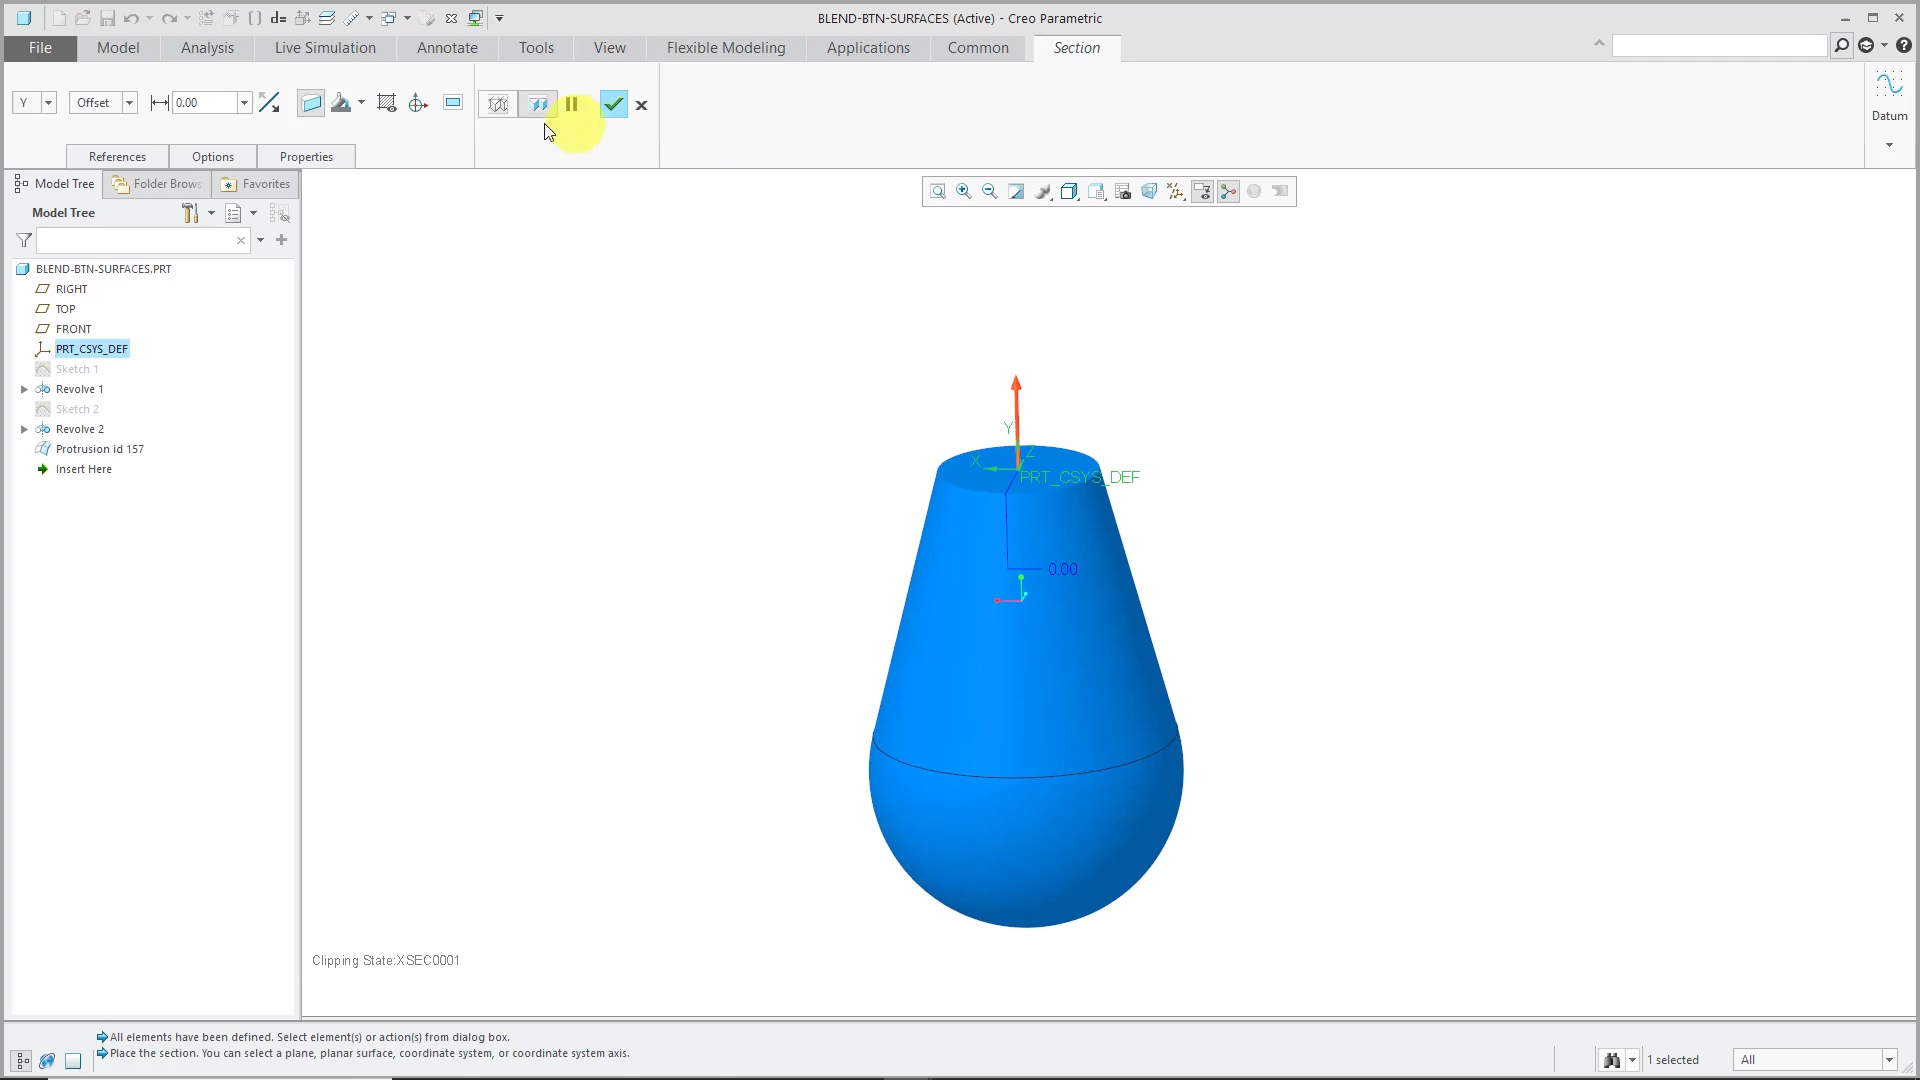 BLEND-BTN-SURFACES (Active) - Creo Parametric
File Model Analysis Live Simulation Annotate Tools View Flexible Modeling Applications Common Section
Y Offset 0.00
Datum
References Options Properties
Model Tree Folder Brows Favorites
Model Tree
BLEND-BTN-SURFACES.PRT
RIGHT
TOP
FRONT
PRT_CSYS_DEF
Sketch 1
Revolve 1
Sketch 2
Revolve 2
Protrusion id 157
Insert Here
Y
X Z
PRT_CSYS_DEF
0.00
Clipping State:XSEC0001
All elements have been defined. Select element(s) or action(s) from dialog box.
Place the section. You can select a plane, planar surface, coordinate system, or coordinate system axis.
1 selected All